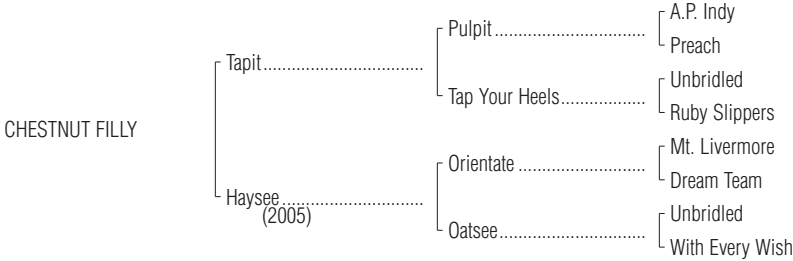 A.P. Indy
Pulpit................................
Preach
Tapit..................................
Unbridled
Tap Your Heels..................
Ruby Slippers
CHESTNUT FILLY
Mt. Livermore
Orientate ...........................
Dream Team
Haysee ..............................
(2005)
Unbridled
Oatsee...............................
With Every Wish